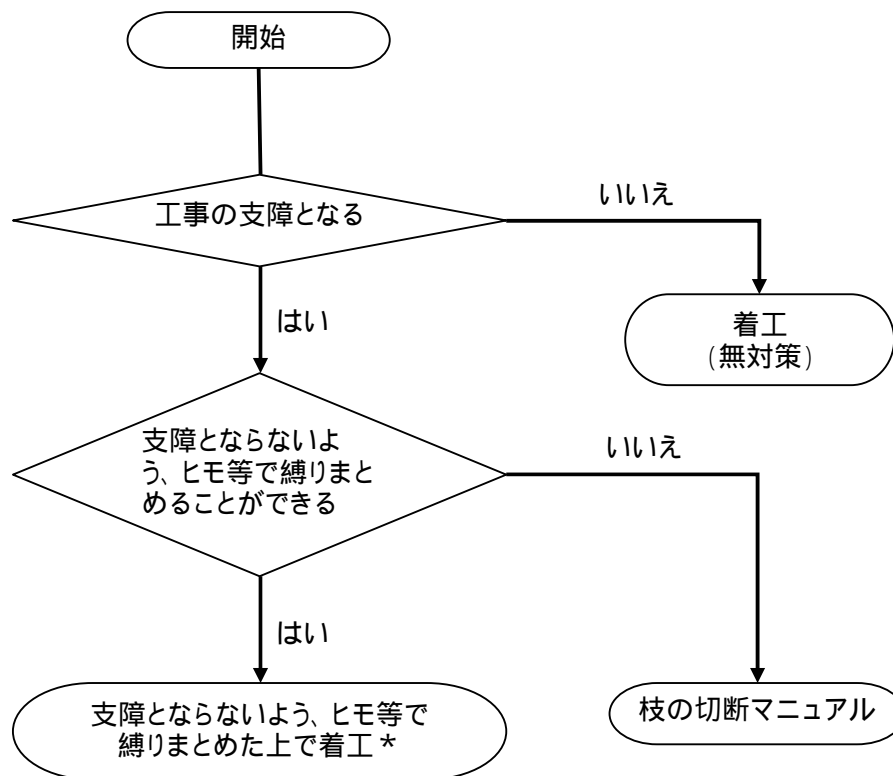 開始
工事の支障となる
いいえ
はい
着工
(無対策)
支障とならないよ
う、ヒモ等で縛りまと
めることができる
いいえ
はい
支障とならないよう、ヒモ等で
縛りまとめた上で着工*
枝の切断マニュアル